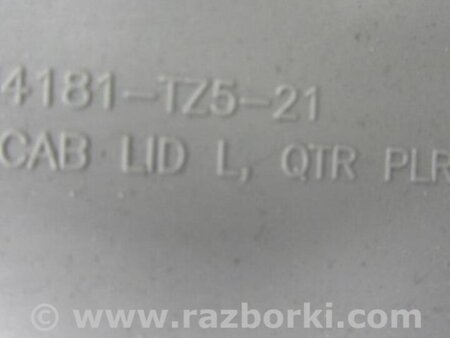 4181-TZ5-21
CAB LID L, QTR PLR
© www.razborki.com